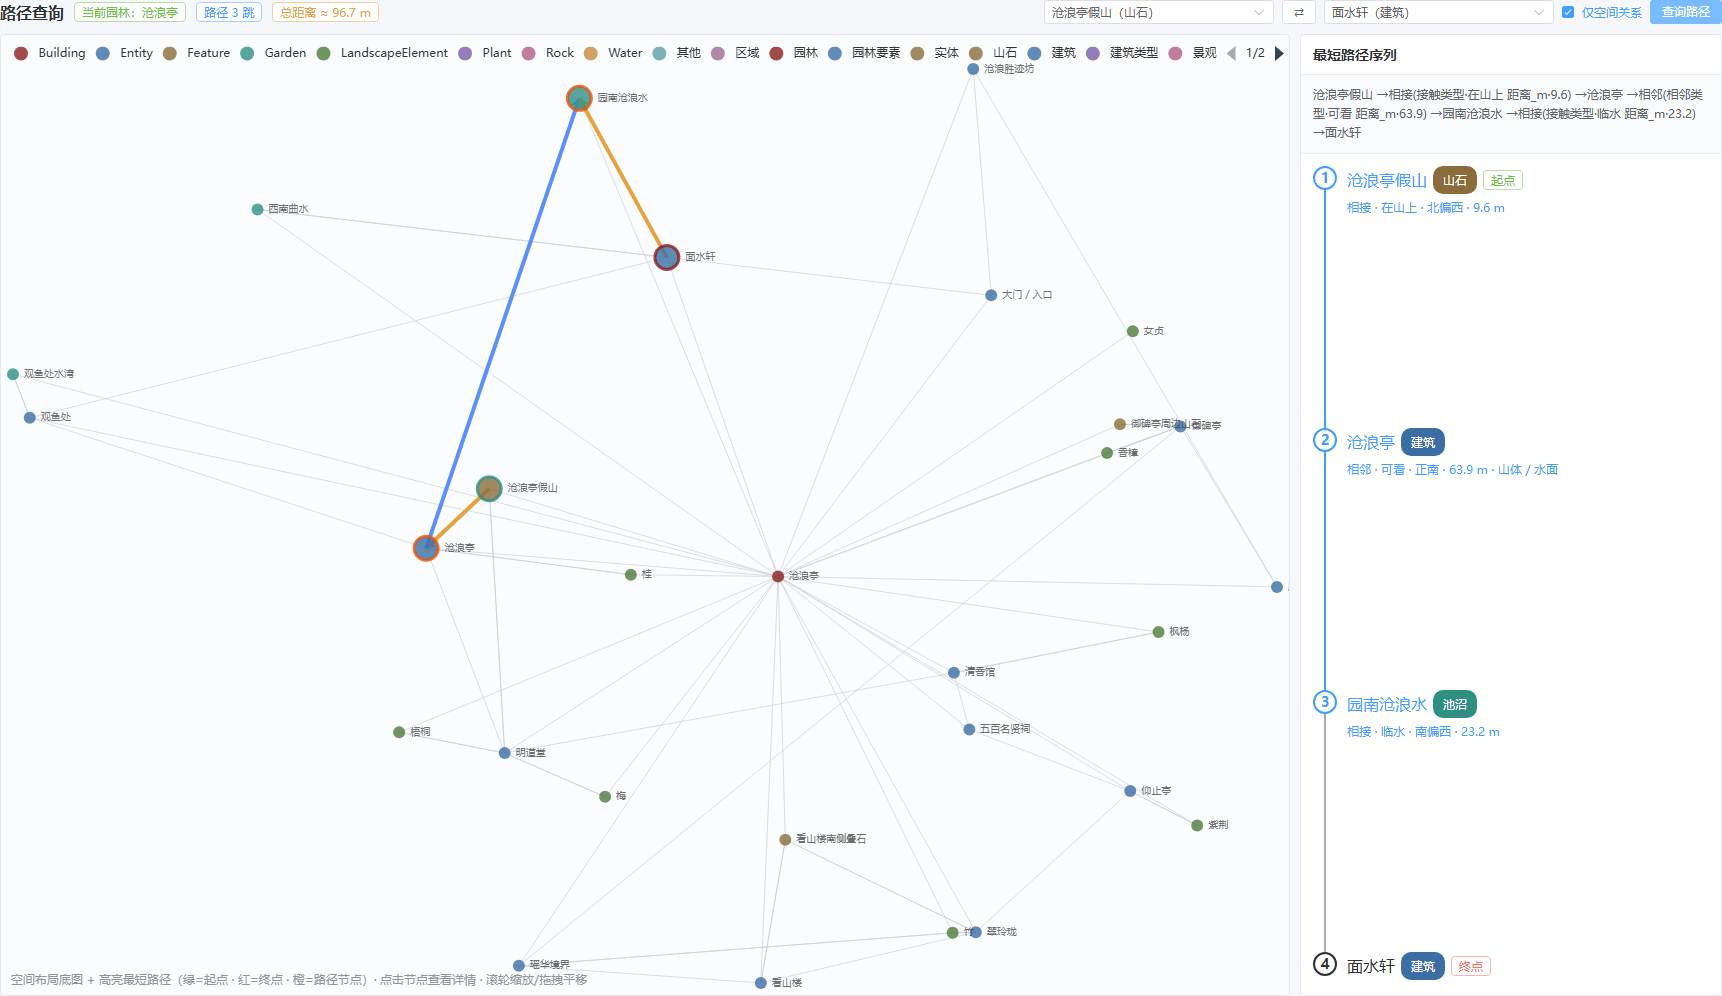 路径查询 当前园林：沧浪亭 路径 3 跳 总距离 ≈ 96.7 m 沧浪亭假山（山石） ⇄ 面水轩（建筑） 仅空间关系 查询路径
Building Entity Feature Garden LandscapeElement Plant Rock Water 其他 区域 园林 园林要素 实体 山石 建筑 建筑类型 景观 1/2
沧浪胜迹坊
园南沧浪水
西南曲水
面水轩
大门 / 入口
女贞
观鱼处水湾
观鱼处
御碑亭周边山石
御碑亭
香樟
沧浪亭假山
沧浪亭
桂
沧浪亭
枫杨
清香馆
五百名贤祠
梧桐
明道堂
仰止亭
梅
紫荆
看山楼南侧叠石
竹
翠玲珑
瑶华境界
看山楼
空间布局底图 + 高亮最短路径（绿=起点 · 红=终点 · 橙=路径节点）· 点击节点查看详情 · 滚轮缩放/拖拽平移
最短路径序列
沧浪亭假山 →相接(接触类型·在山上 距离_m·9.6) →沧浪亭 →相邻(相邻类
型·可看 距离_m·63.9) →园南沧浪水 →相接(接触类型·临水 距离_m·23.2)
→面水轩
1 沧浪亭假山 山石 起点
相接 · 在山上 · 北偏西 · 9.6 m
2 沧浪亭 建筑
相邻 · 可看 · 正南 · 63.9 m · 山体 / 水面
3 园南沧浪水 池沼
相接 · 临水 · 南偏西 · 23.2 m
4 面水轩 建筑 终点